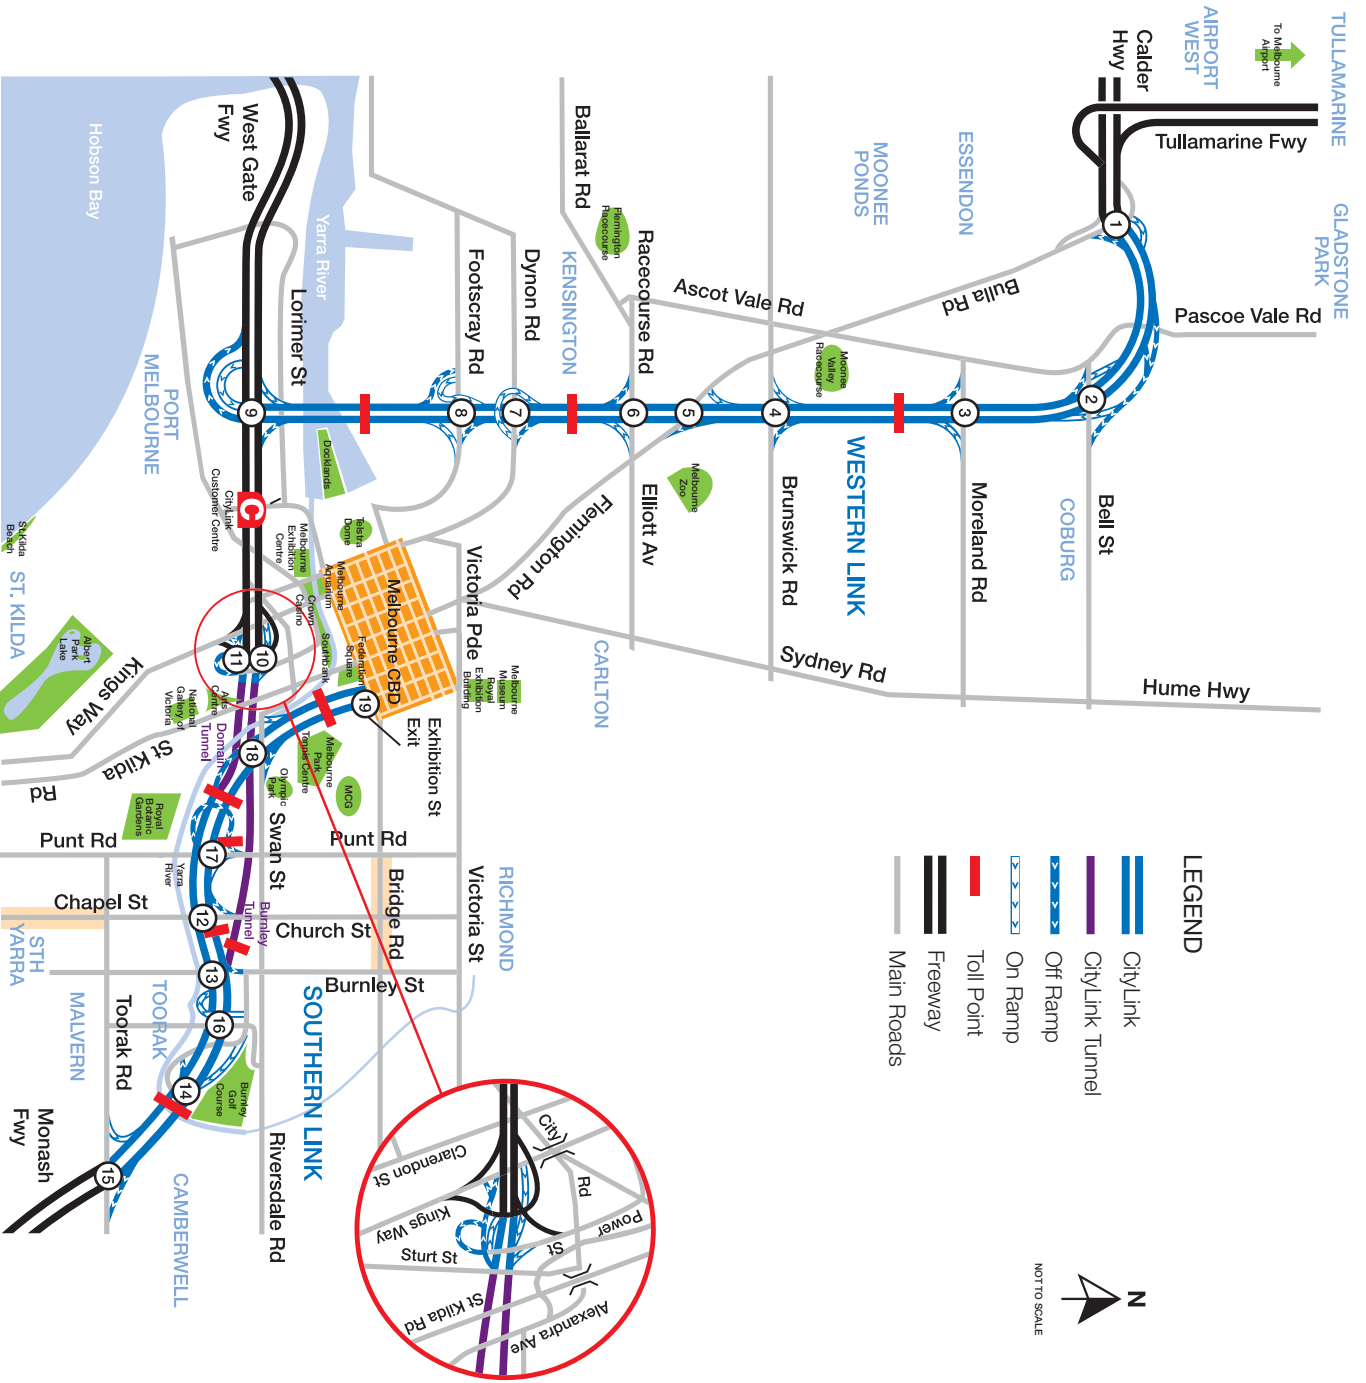 TULLAMARINE
To Melbourne
Airport
AIRPORT
WEST
Calder
Hwy
Tullamarine Fwy
GLADSTONE
PARK
Pascoe Vale Rd
ESSENDON
MOONEE
PONDS
Bulla Rd
Ascot Vale Rd
Ballarat Rd
Flemington
Racecourse
Racecourse Rd
KENSINGTON
Dynon Rd
Footscray Rd
Yarra River
Lorimer St
West Gate
Fwy
Hobson Bay
PORT
MELBOURNE
Moonee
Valley
Racecourse
1
2
3
4
5
6
7
8
9
WESTERN LINK
Bell St
COBURG
Moreland Rd
Brunswick Rd
Melbourne
Zoo
Elliott Av
Flemington Rd
Sydney Rd
Hume Hwy
CARLTON
Victoria Pde
Docklands
Telstra
Dome
Melbourne
Exhibition
Centre
C
CityLink
Customer Centre
Melbourne
Aquarium
Crown
Casino
Southbank
Federation
Square
Melbourne CBD
Melbourne
Museum
Royal
Exhibition
Building
St.Kilda
Beach
ST. KILDA
Albert
Park
Lake
Kings Way
St Kilda
Rd
10
11
Arts
Centre
National
Gallery of
Victoria
Domain
Tunnel
19
Exhibition St
Exit
18
Melbourne
Park
Tennis Centre
Olympic
Park
MCG
Royal
Botanic
Gardens
Punt Rd
Punt Rd
Swan St
17
Yarra
River
Chapel St
12
Church St
Burnley
Tunnel
Bridge Rd
Victoria St
RICHMOND
STH
YARRA
13
Burnley St
SOUTHERN LINK
16
TOORAK
MALVERN
Toorak Rd
14
Burnley
Golf
Course
15
Monash
Fwy
CAMBERWELL
Riversdale Rd
City
Rd
Clarendon St
Kings Way
Power
St
Sturt St
St Kilda Rd
Alexandra Ave
LEGEND
CityLink
CityLink Tunnel
Off Ramp
On Ramp
Toll Point
Freeway
Main Roads
N
NOT TO SCALE